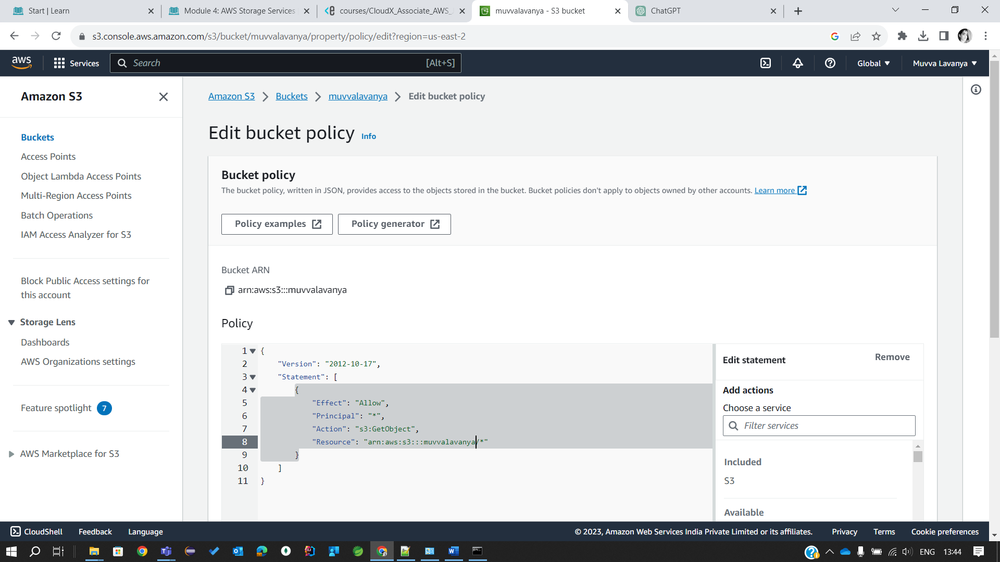 Start | Learn
Module 4: AWS Storage Services
courses/CloudX_Associate_AWS_
muvvalavanya - S3 bucket
ChatGPT
s3.console.aws.amazon.com/s3/bucket/muvvalavanya/property/policy/edit?region=us-east-2
aws
Services
Search
[Alt+S]
Global
Muvva Lavanya
Amazon S3
Buckets
Access Points
Object Lambda Access Points
Multi-Region Access Points
Batch Operations
IAM Access Analyzer for S3
Block Public Access settings for
this account
Storage Lens
Dashboards
AWS Organizations settings
Feature spotlight 7
AWS Marketplace for S3
Amazon S3 > Buckets > muvvalavanya > Edit bucket policy
Edit bucket policy Info
Bucket policy
The bucket policy, written in JSON, provides access to the objects stored in the bucket. Bucket policies don't apply to objects owned by other accounts. Learn more
Policy examples
Policy generator
Bucket ARN
arn:aws:s3:::muvvalavanya
Policy
1 {
2 "Version": "2012-10-17",
3 "Statement": [
4 {
5 "Effect": "Allow",
6 "Principal": "*",
7 "Action": "s3:GetObject",
8 "Resource": "arn:aws:s3:::muvvalavanya/*"
9 }
10 ]
11 }
Edit statement
Remove
Add actions
Choose a service
Filter services
Included
S3
Available
CloudShell
Feedback
Language
© 2023, Amazon Web Services India Private Limited or its affiliates.
Privacy
Terms
Cookie preferences
ENG
13:44